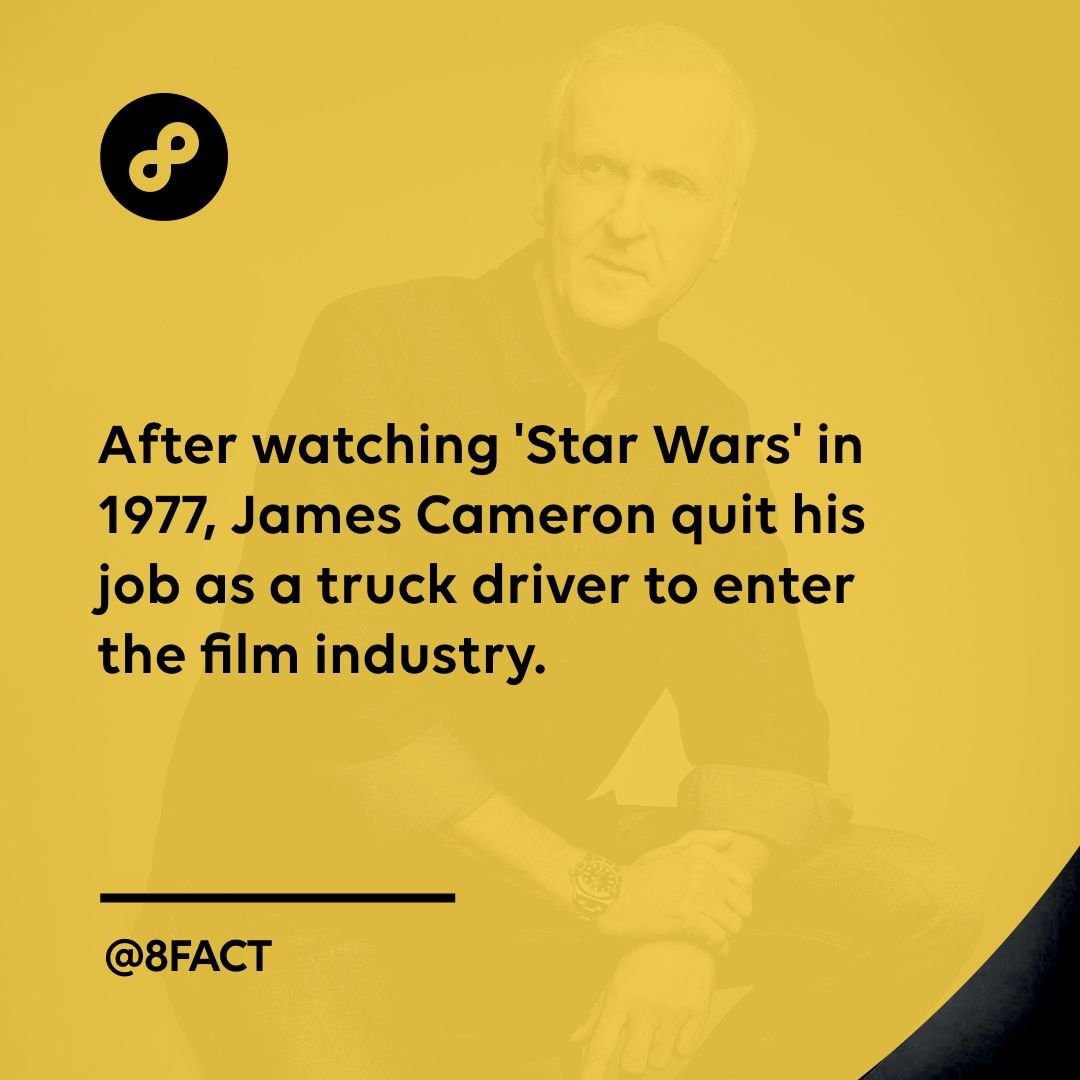 After watching 'Star Wars' in
1977, James Cameron quit his
job as a truck driver to enter
the film industry.
@8FACT